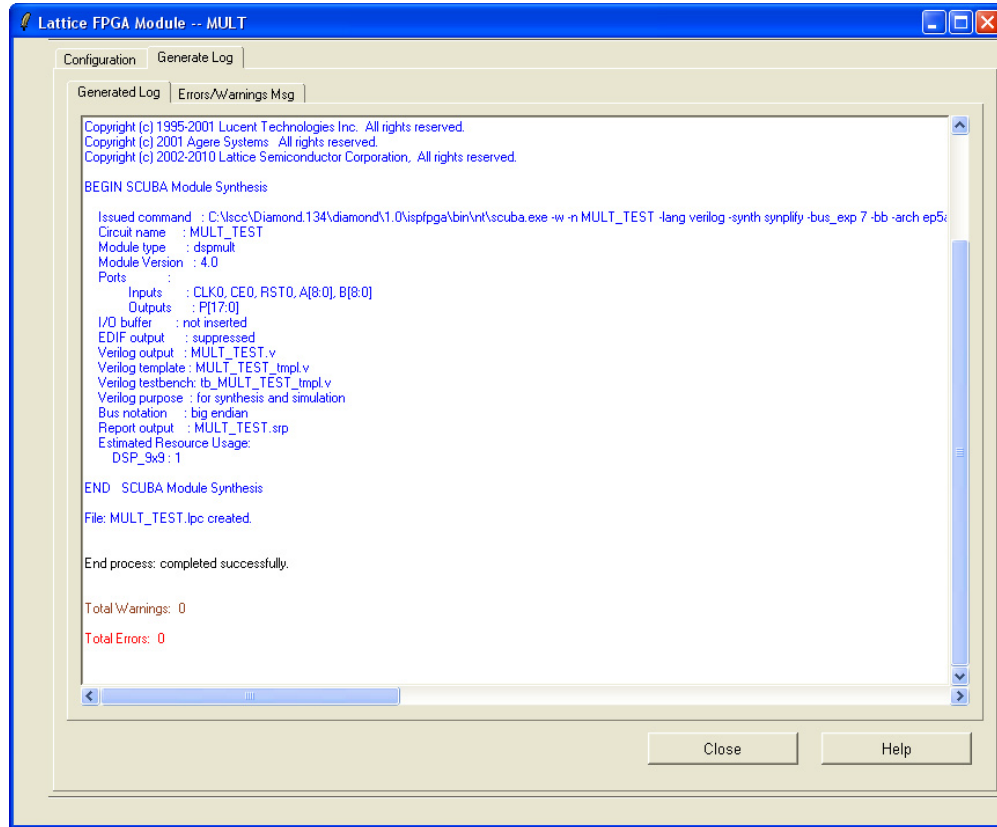 Lattice FPGA Module -- MULT
Configuration Generate Log
Generated Log Errors/Warnings Msg
Copyright (c) 1995-2001 Lucent Technologies Inc. All rights reserved.
Copyright (c) 2001 Agere Systems All rights reserved.
Copyright (c) 2002-2010 Lattice Semiconductor Corporation, All rights reserved.
BEGIN SCUBA Module Synthesis
Issued command : C:\lscc\Diamond.134\diamond\1.0\ispfpga\bin\nt\scuba.exe -w -n MULT_TEST -lang verilog -synth synplify -bus_exp 7 -bb -arch ep5a
Circuit name : MULT_TEST
Module type : dspmult
Module Version : 4.0
Ports :
Inputs : CLK0, CE0, RST0, A[8:0], B[8:0]
Outputs : P[17:0]
I/O buffer : not inserted
EDIF output : suppressed
Verilog output : MULT_TEST.v
Verilog template : MULT_TEST_tmpl.v
Verilog testbench: tb_MULT_TEST_tmpl.v
Verilog purpose : for synthesis and simulation
Bus notation : big endian
Report output : MULT_TEST.srp
Estimated Resource Usage:
DSP_9x9 : 1
END SCUBA Module Synthesis
File: MULT_TEST.lpc created.
End process: completed successfully.
Total Warnings: 0
Total Errors: 0
Close Help